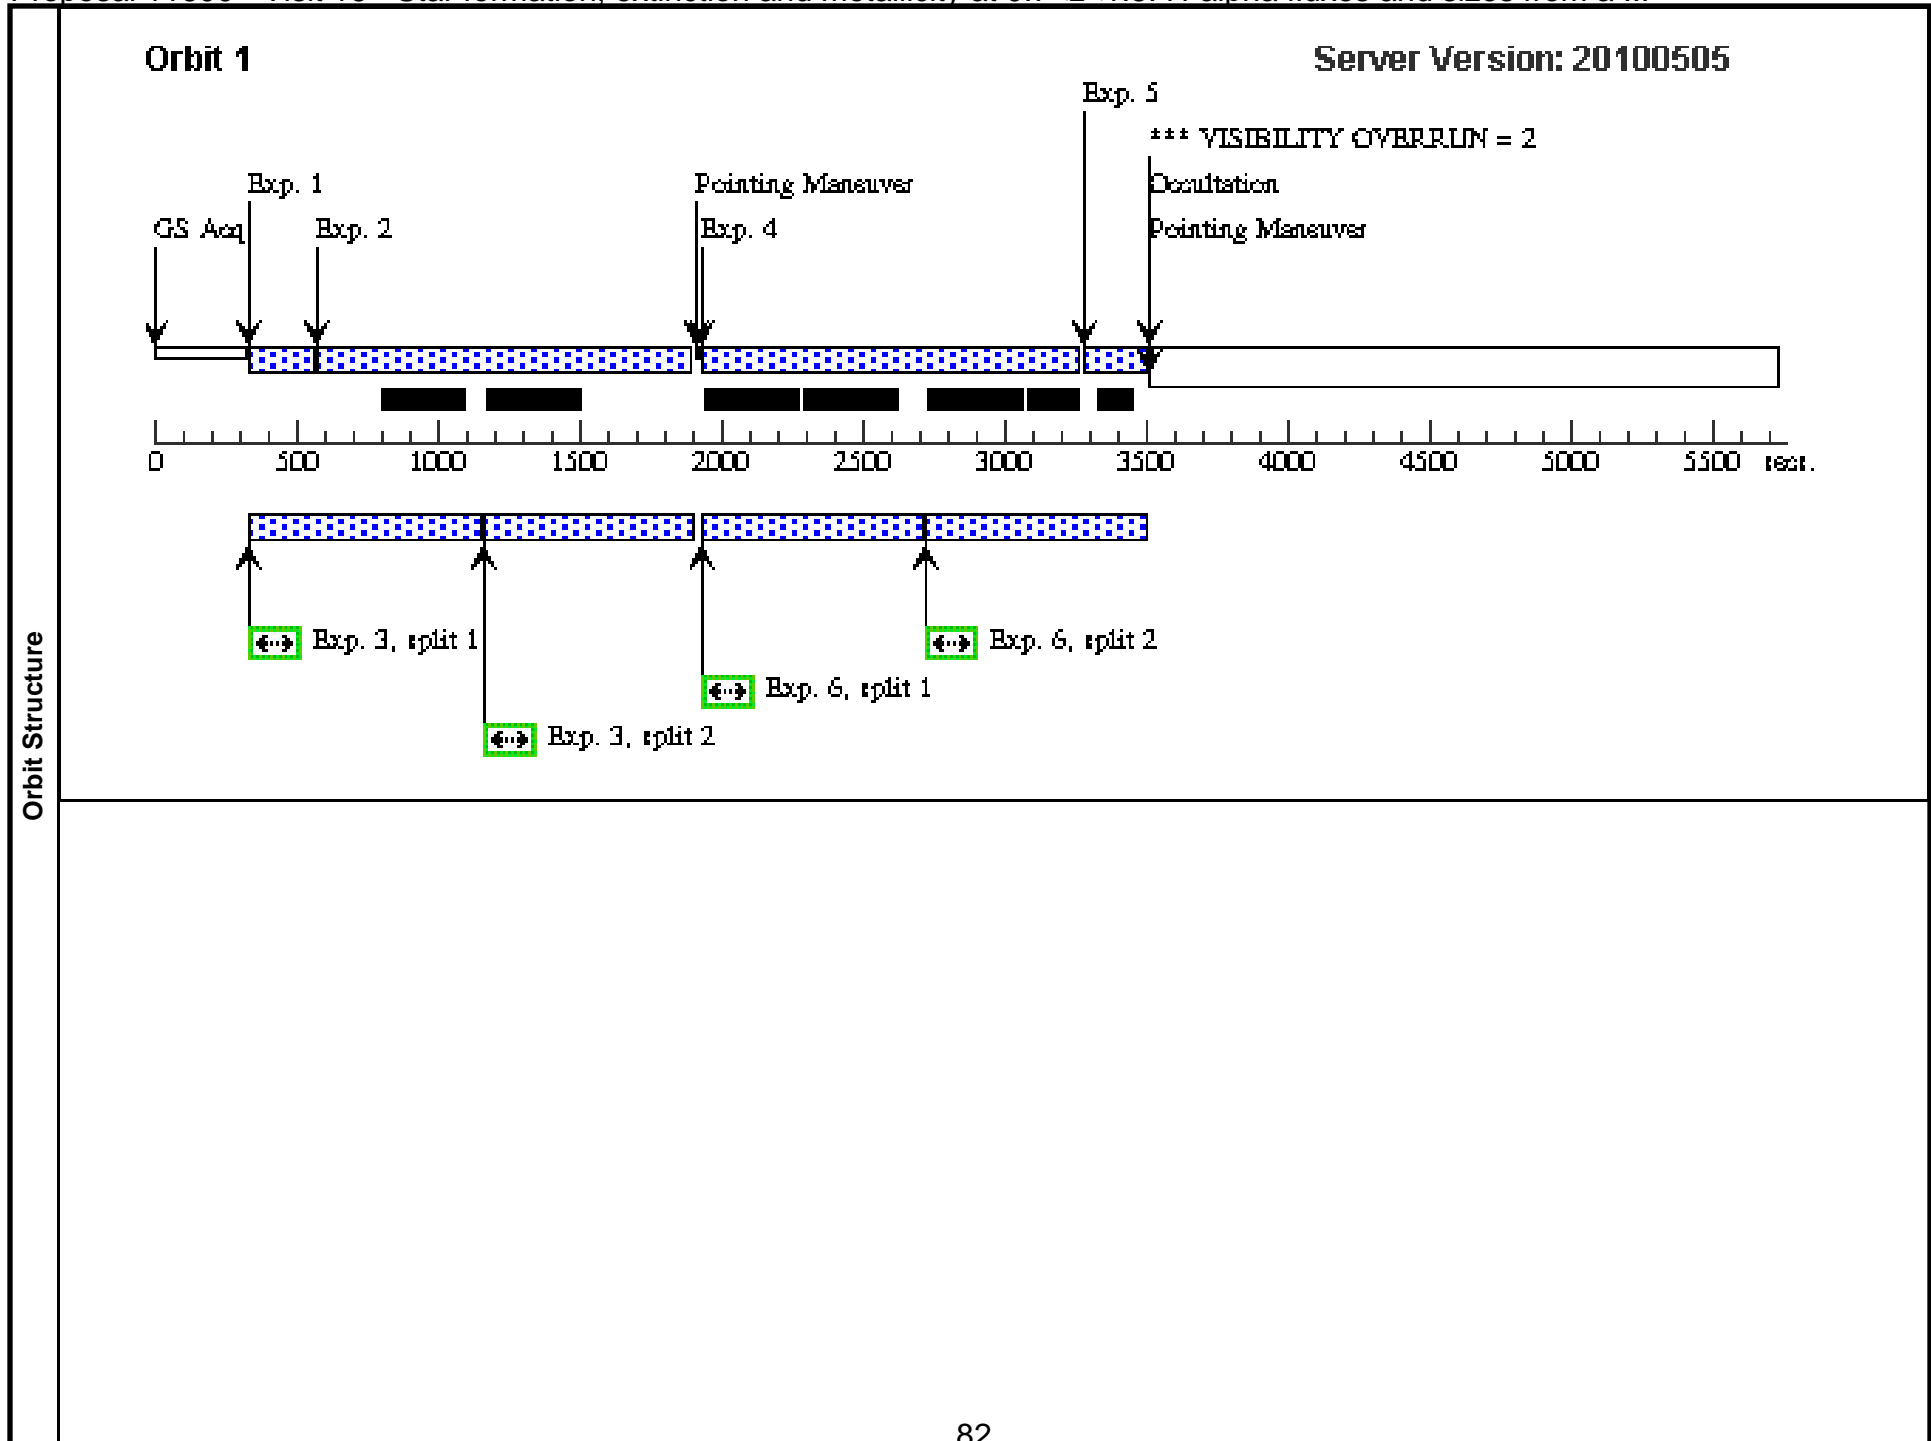 Orbit 1
Server Version: 20100505
Exp. 5
*** VISIBILITY OVERRUN = 2
Exp. 1
Pointing Maneuver
Occultation
GS Acq
Exp. 2
Exp. 4
Pointing Maneuver
0 500 1000 1500 2000 2500 3000 3500 4000 4500 5000 5500 secs.
Exp. 3, split 1
Exp. 6, split 2
Exp. 6, split 1
Exp. 3, split 2
Orbit Structure
82